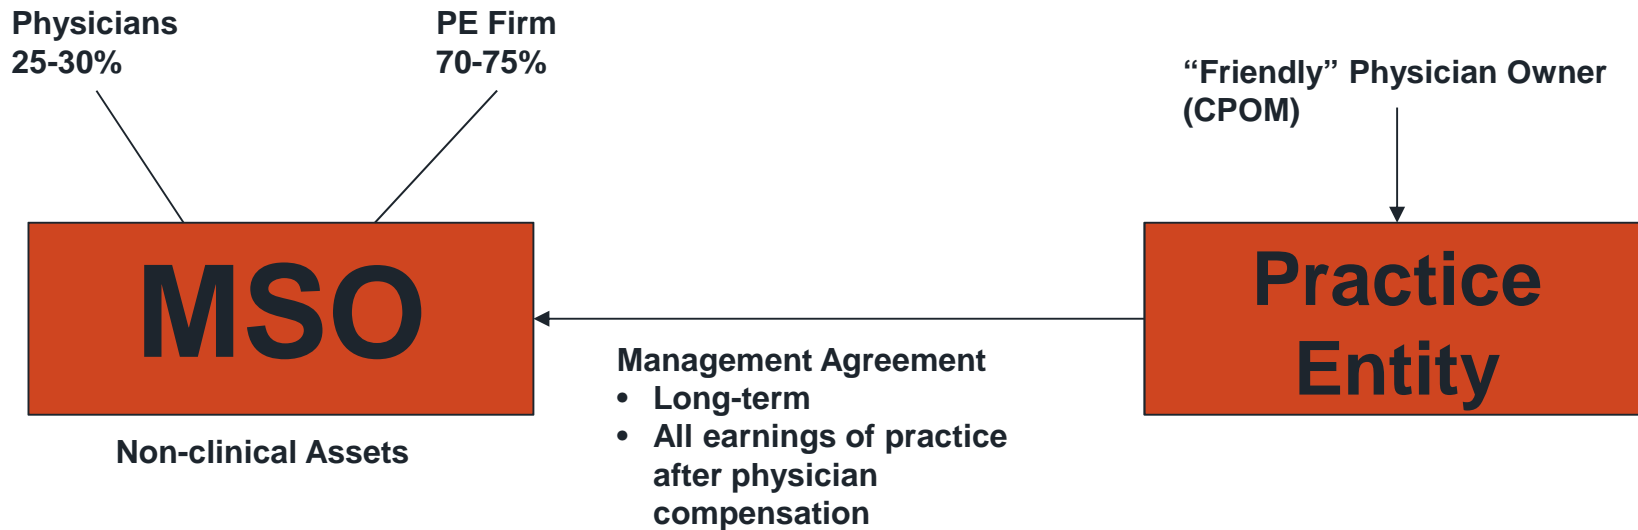 Physicians
25-30%
PE Firm
70-75%
“Friendly” Physician Owner
(CPOM)
MSO
Practice
Entity
Management Agreement
• Long-term
• All earnings of practice
after physician
compensation
Non-clinical Assets